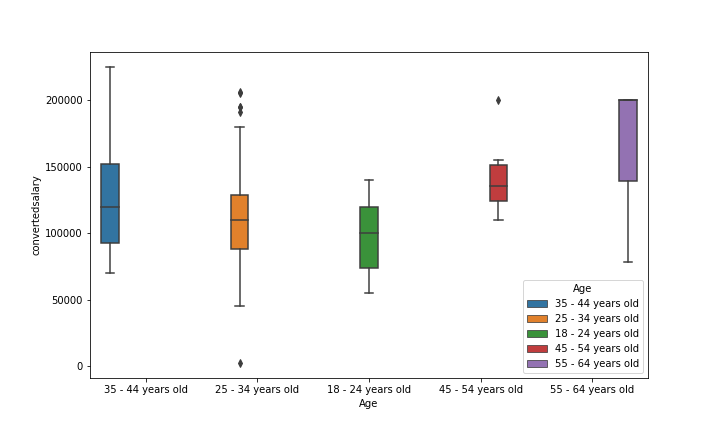 200000
150000
100000
50000
0
convertedsalary
35 - 44 years old 25 - 34 years old 18 - 24 years old 45 - 54 years old 55 - 64 years old
Age
Age
35 - 44 years old
25 - 34 years old
18 - 24 years old
45 - 54 years old
55 - 64 years old